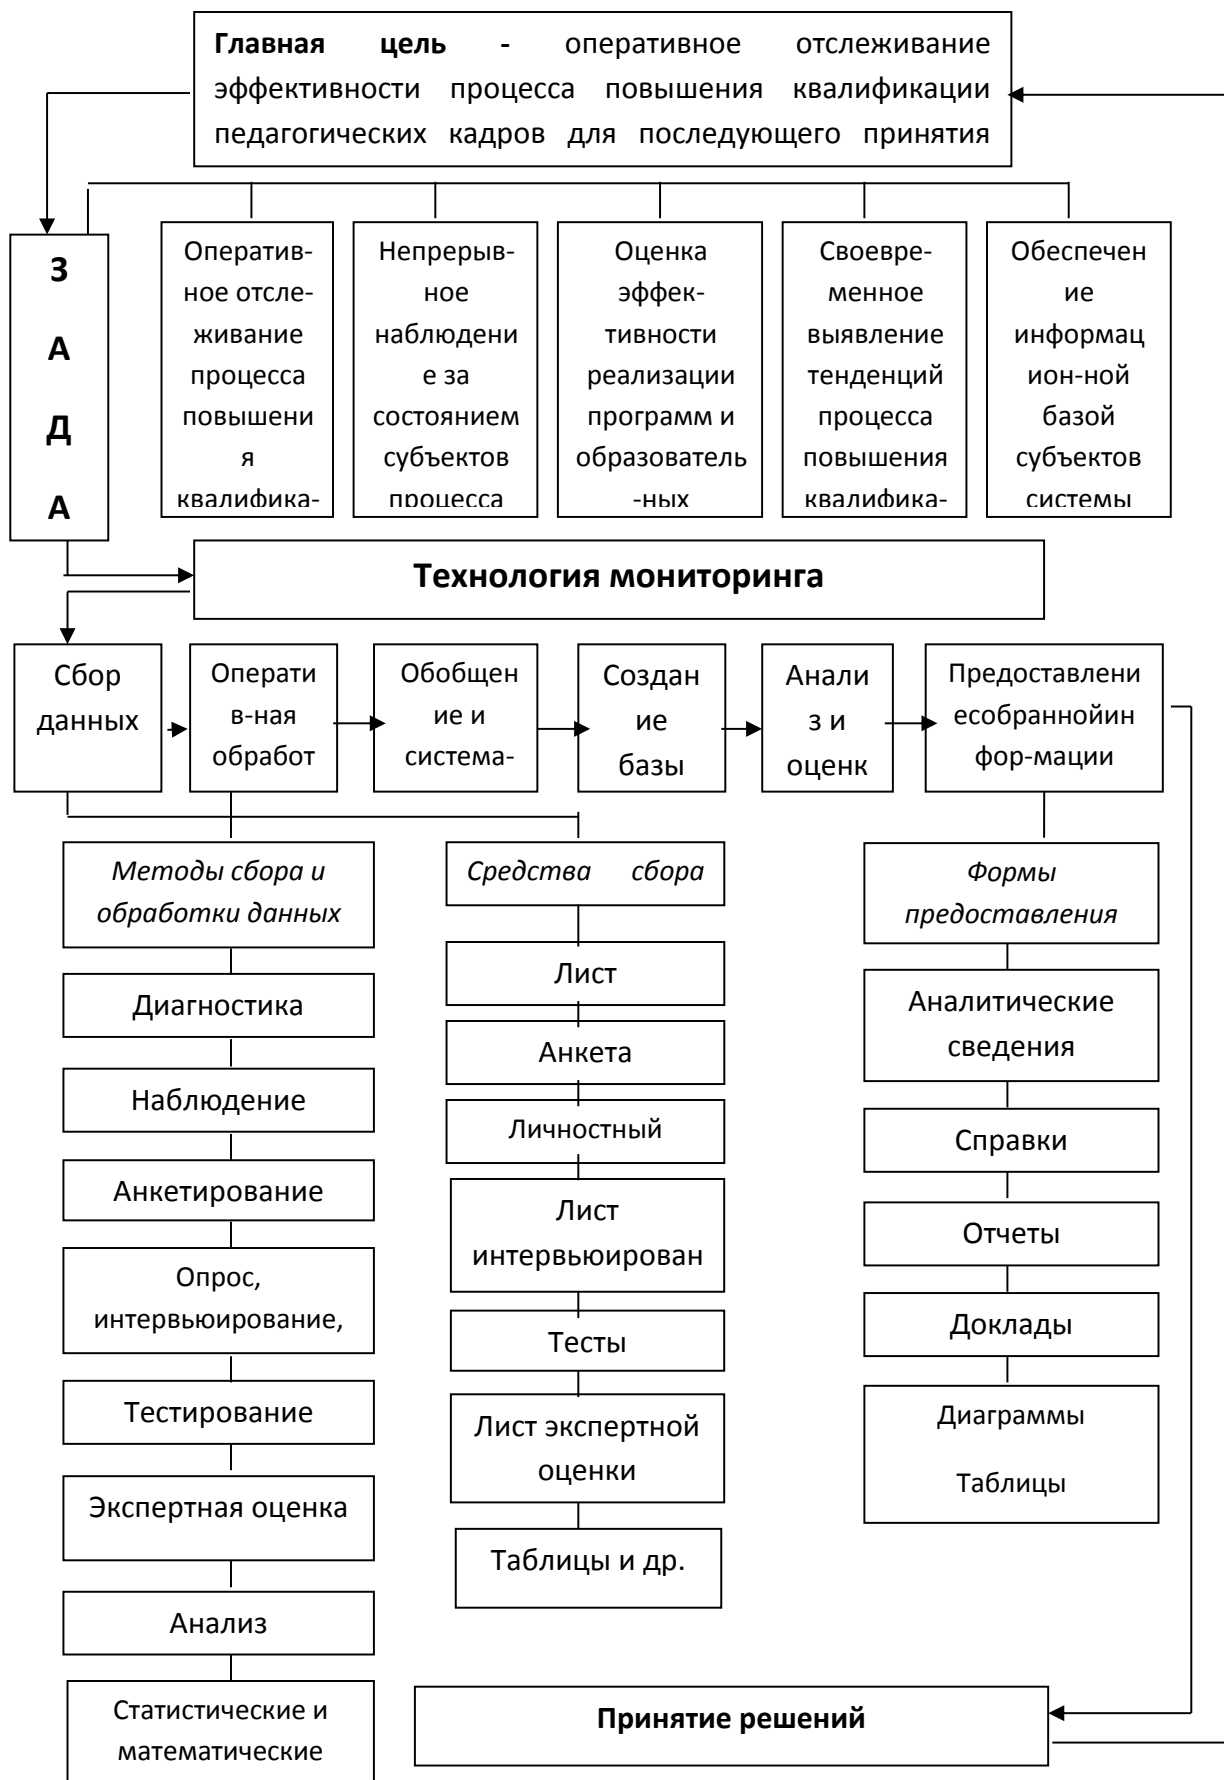 Главная цель - оперативное отслеживание
эффективности процесса повышения квалификации
педагогических кадров для последующего принятия
З
А
Д
А
Оператив-
ное отсле-
живание
процесса
повышени
я
квалифика-
Непрерыв-
ное
наблюдени
е за
состоянием
субъектов
процесса
Оценка
эффек-
тивности
реализации
программ и
образователь
-ных
Своевре-
менное
выявление
тенденций
процесса
повышения
квалифика-
Обеспечен
ие
информац
ион-ной
базой
субъектов
системы
Технология мониторинга
Сбор
данных
Операти
в-ная
обработ
Обобщен
ие и
система-
Создан
ие
базы
Анали
з и
оценк
Предоставлени
есобраннойин
фор-мации
Методы сбора и
обработки данных
Диагностика
Наблюдение
Анкетирование
Опрос,
интервьюирование,
Тестирование
Экспертная оценка
Анализ
Статистические и
математические
Средства сбора
Лист
Анкета
Личностный
Лист
интервьюирован
Тесты
Лист экспертной
оценки
Таблицы и др.
Формы
предоставления
Аналитические
сведения
Справки
Отчеты
Доклады
Диаграммы
Таблицы
Принятие решений